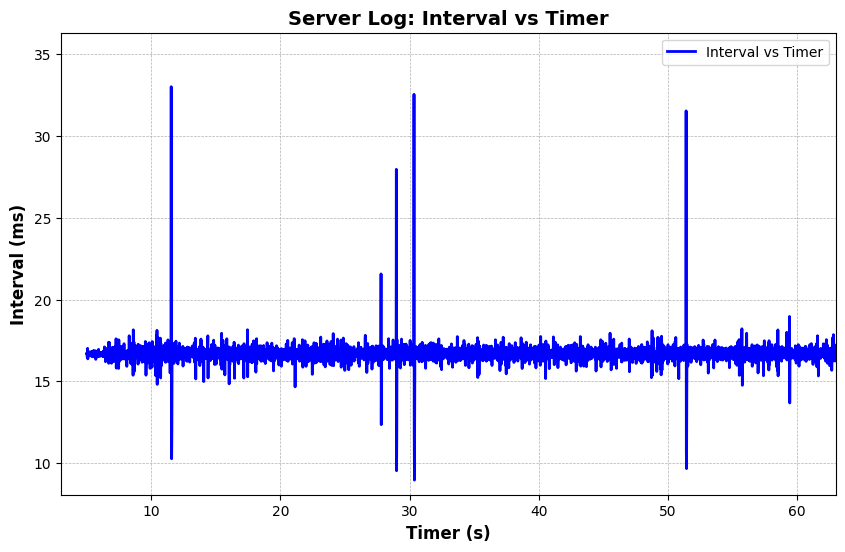 Server Log: Interval vs Timer
Interval vs Timer
35
30
25
20
15
10
Interval (ms)
10 20 30 40 50 60
Timer (s)